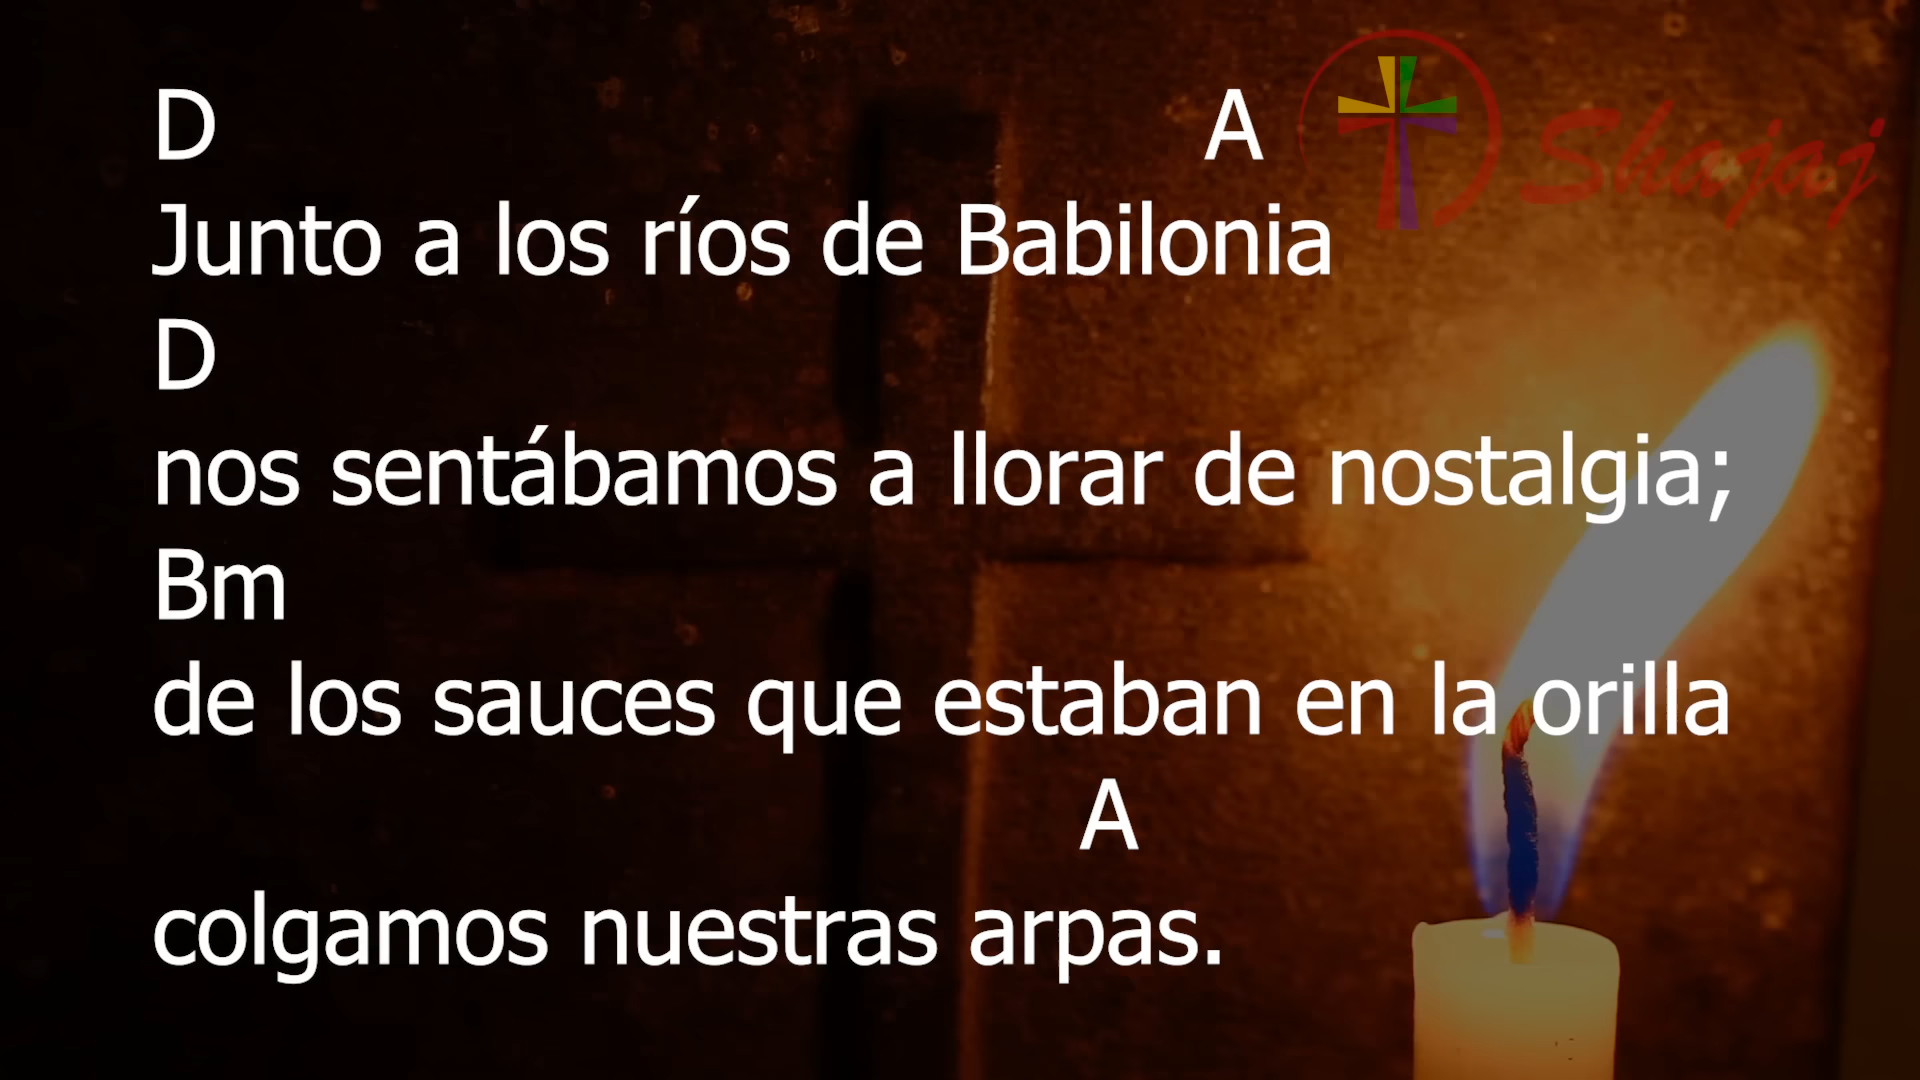 D A
Junto a los ríos de Babilonia
D
nos sentábamos a llorar de nostalgia;
Bm
de los sauces que estaban en la orilla
A
colgamos nuestras arpas.
Shajaj